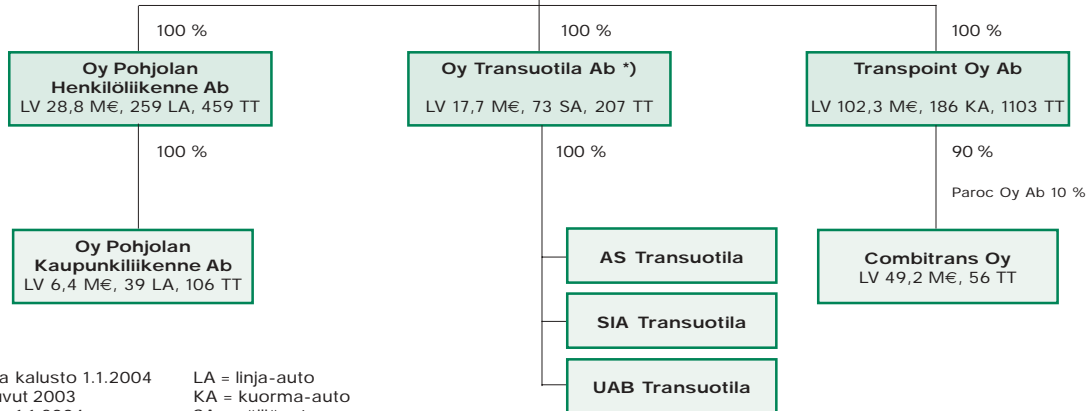 100 %
100 %
100 %
Oy Pohjolan
Henkilöliikenne Ab
LV 28,8 M€, 259 LA, 459 TT
Oy Transuotila Ab *)
LV 17,7 M€, 73 SA, 207 TT
Transpoint Oy Ab
LV 102,3 M€, 186 KA, 1103 TT
100 %
100 %
90 %
Paroc Oy Ab 10 %
Oy Pohjolan
Kaupunkiliikenne Ab
LV 6,4 M€, 39 LA, 106 TT
AS Transuotila
SIA Transuotila
UAB Transuotila
Combitrans Oy
LV 49,2 M€, 56 TT
kalusto 1.1.2004 LA = linja-auto
2003 KA = kuorma-auto